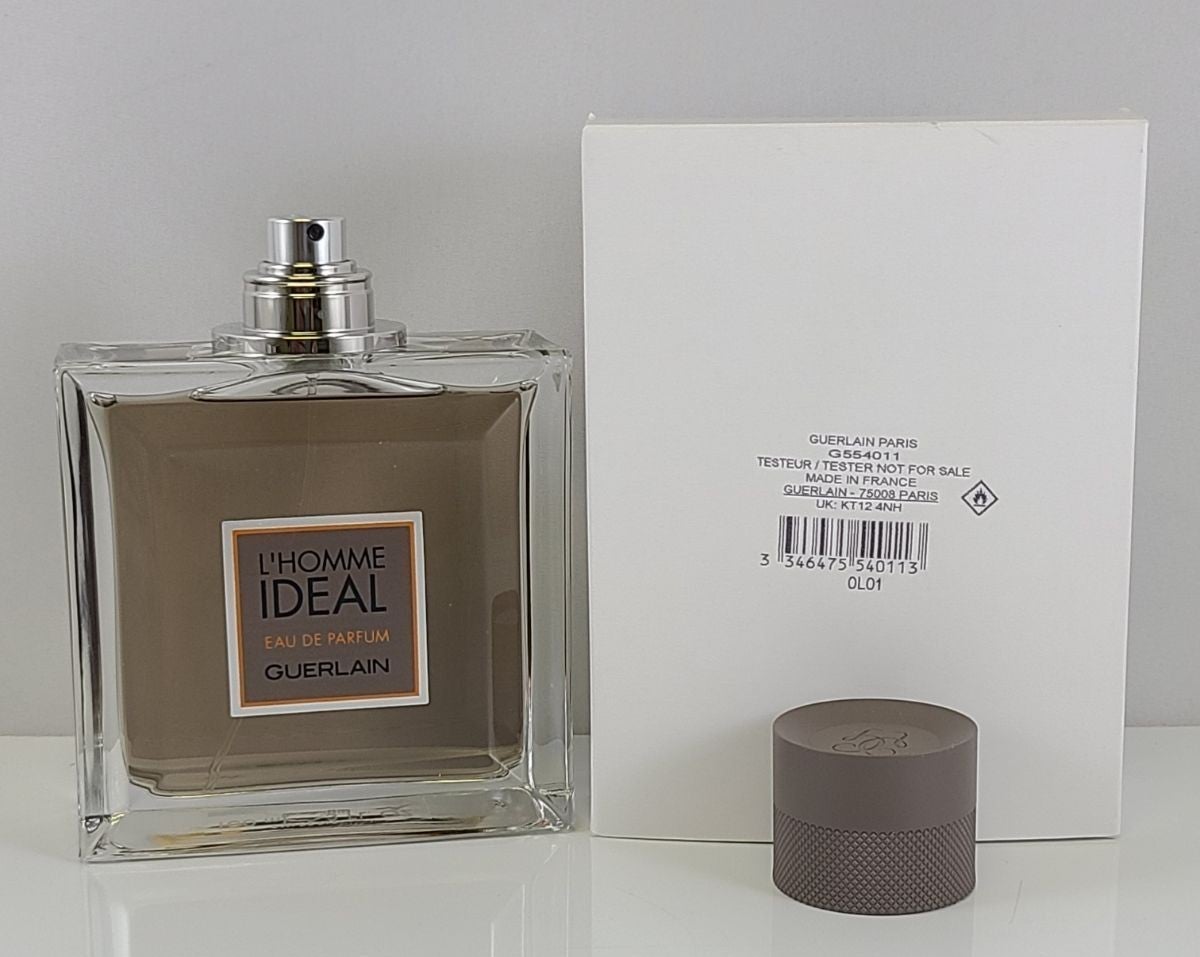 L'HOMME
IDEAL
EAU DE PARFUM
GUERLAIN
GUERLAIN PARIS
G554011
TESTEUR / TESTER NOT FOR SALE
MADE IN FRANCE
GUERLAIN - 75008 PARIS
UK: KT12 4NH
3 346475 540113
0L01